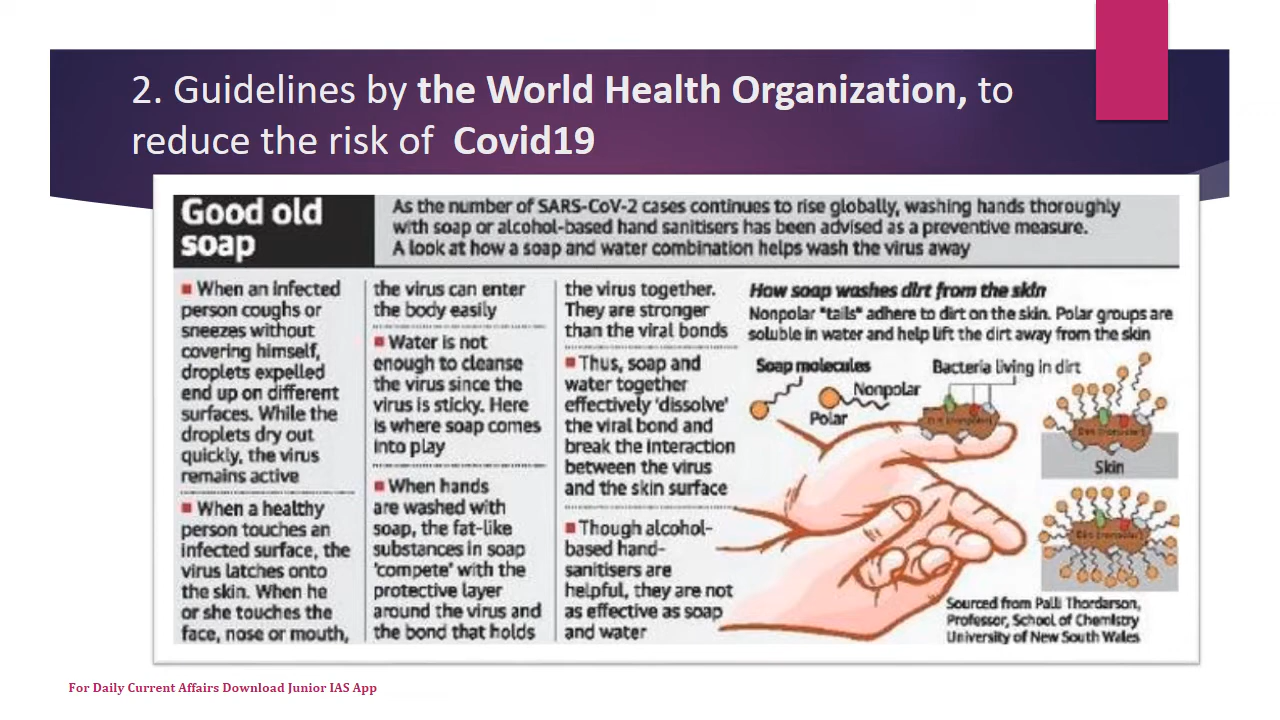 2. Guidelines by the World Health Organization, to
reduce the risk of Covid19
Good old
soap
As the number of SARS-CoV-2 cases continues to rise globally, washing hands thoroughly
with soap or alcohol-based hand sanitisers has been advised as a preventive measure.
A look at how a soap and water combination helps wash the virus away
■ When an infected
person coughs or
sneezes without
covering himself,
droplets expelled
end up on different
surfaces. While the
droplets dry out
quickly, the virus
remains active
■ When a healthy
person touches an
infected surface, the
virus latches onto
the skin. When he
or she touches the
face, nose or mouth,
the virus can enter
the body easily
■ Water is not
enough to cleanse
the virus since the
virus is sticky. Here
is where soap comes
into play
■ When hands
are washed with
soap, the fat-like
substances in soap
'compete' with the
protective layer
around the virus and
the bond that holds
the virus together.
They are stronger
than the viral bonds
■ Thus, soap and
water together
effectively 'dissolve'
the viral bond and
break the interaction
between the virus
and the skin surface
■ Though alcohol-
based hand-
sanitisers are
helpful, they are not
as effective as soap
and water
How soap washes dirt from the skin
Nonpolar "tails" adhere to dirt on the skin. Polar groups are
soluble in water and help lift the dirt away from the skin
Soap molecules
Bacteria living in dirt
Nonpolar
Polar
Dirt (nonpolar)
Dirt (nonpolar)
Skin
Dirt (nonpolar)
Sourced from Palli Thordarson,
Professor, School of Chemistry
University of New South Wales
For Daily Current Affairs Download Junior IAS App